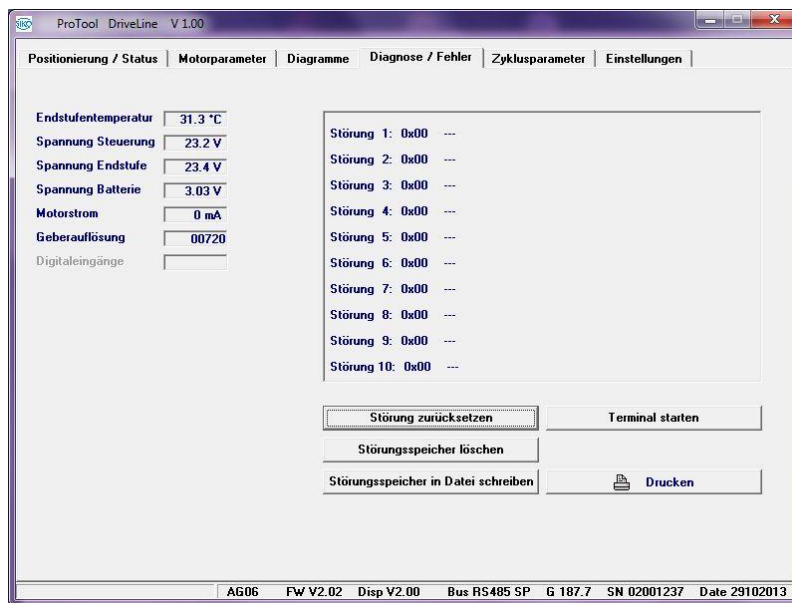 SIKO ProTool DriveLine V 1.00
Positionierung / Status Motorparameter Diagramme Diagnose / Fehler Zyklusparameter Einstellungen
Endstufentemperatur 31.3 °C
Spannung Steuerung 23.2 V
Spannung Endstufe 23.4 V
Spannung Batterie 3.03 V
Motorstrom 0 mA
Geberauflösung 00720
Digitaleingänge
Störung 1: 0x00 ---
Störung 2: 0x00 ---
Störung 3: 0x00 ---
Störung 4: 0x00 ---
Störung 5: 0x00 ---
Störung 6: 0x00 ---
Störung 7: 0x00 ---
Störung 8: 0x00 ---
Störung 9: 0x00 ---
Störung 10: 0x00 ---
Störung zurücksetzen Terminal starten
Störungsspeicher löschen
Störungsspeicher in Datei schreiben Drucken
AG06 FW V2.02 Disp V2.00 Bus RS485 SP G 187.7 SN 02001237 Date 29102013